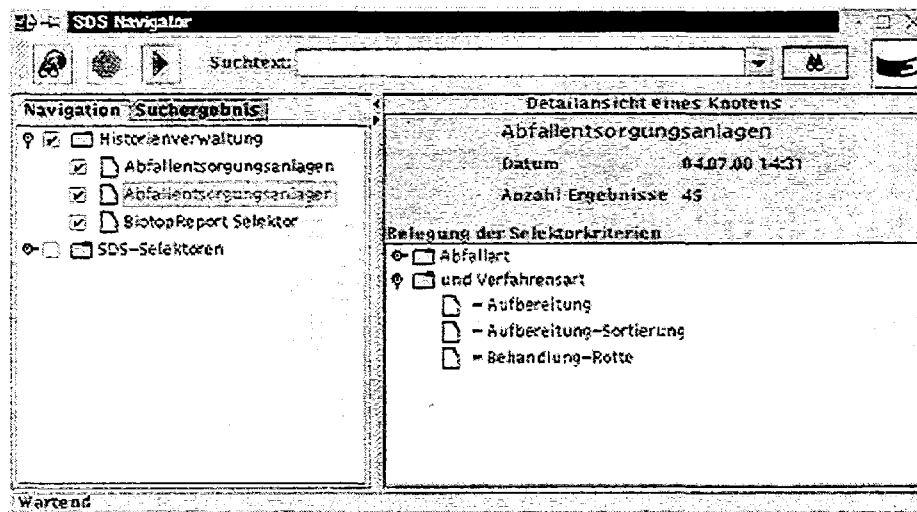 SDS Navigator
Suchtext:
Navigation Suchergebnis
Historienverwaltung
Abfallentsorgungsanlagen
Abfallentsorgungsanlagen
BiotopReport Selektor
SDS-Selektoren
Detailansicht eines Knotens
Abfallentsorgungsanlagen
Datum 04.07.00 14:31
Anzahl Ergebnisse 45
Belegung der Selektorkriterien
Abfallart
und Verfahrensart
= Aufbereitung
= Aufbereitung-Sortierung
= Behandlung-Rotte
Wartend